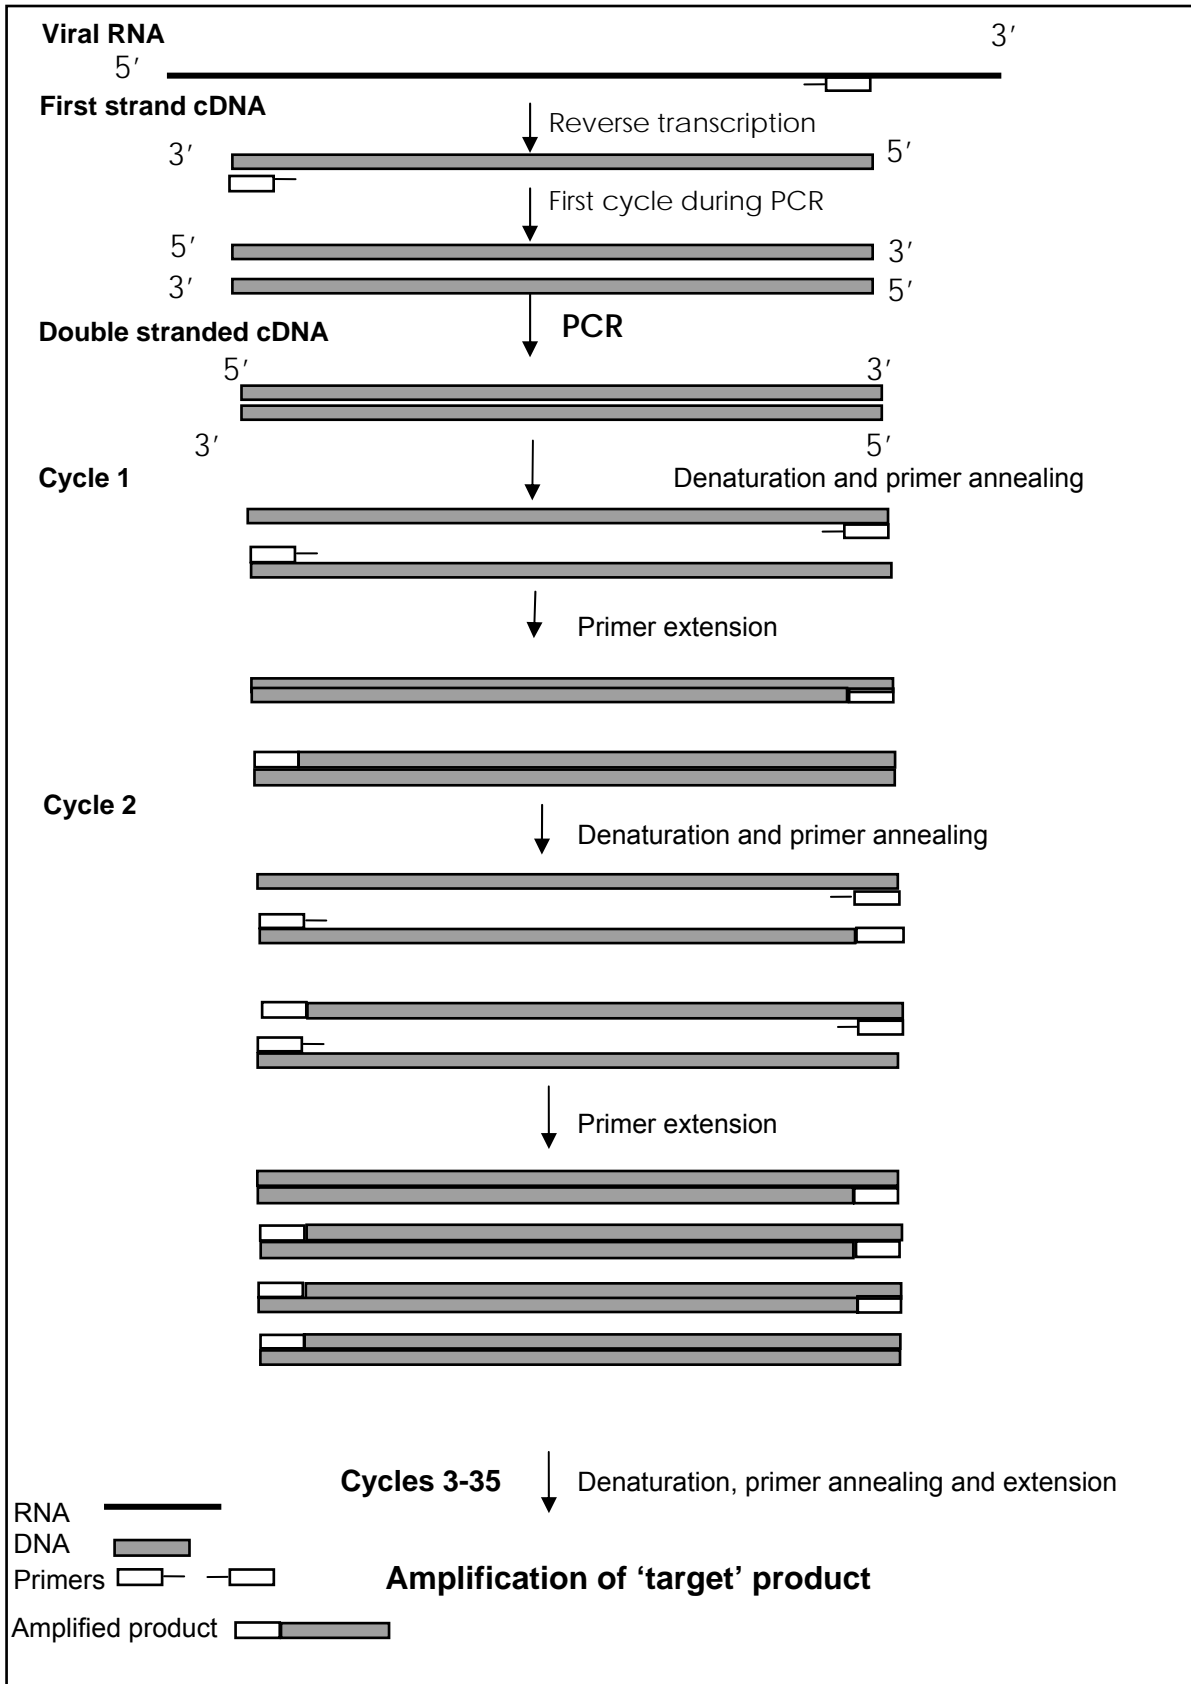 Viral RNA
3′
5′
First strand cDNA
Reverse transcription
3′
5′
First cycle during PCR
5′
3′
3′
5′
PCR
Double stranded cDNA
5′
3′
3′
5′
Cycle 1
Denaturation and primer annealing
Primer extension
Cycle 2
Denaturation and primer annealing
Primer extension
Cycles 3-35
Denaturation, primer annealing and extension
RNA
DNA
Primers
Amplification of ‘target’ product
Amplified product